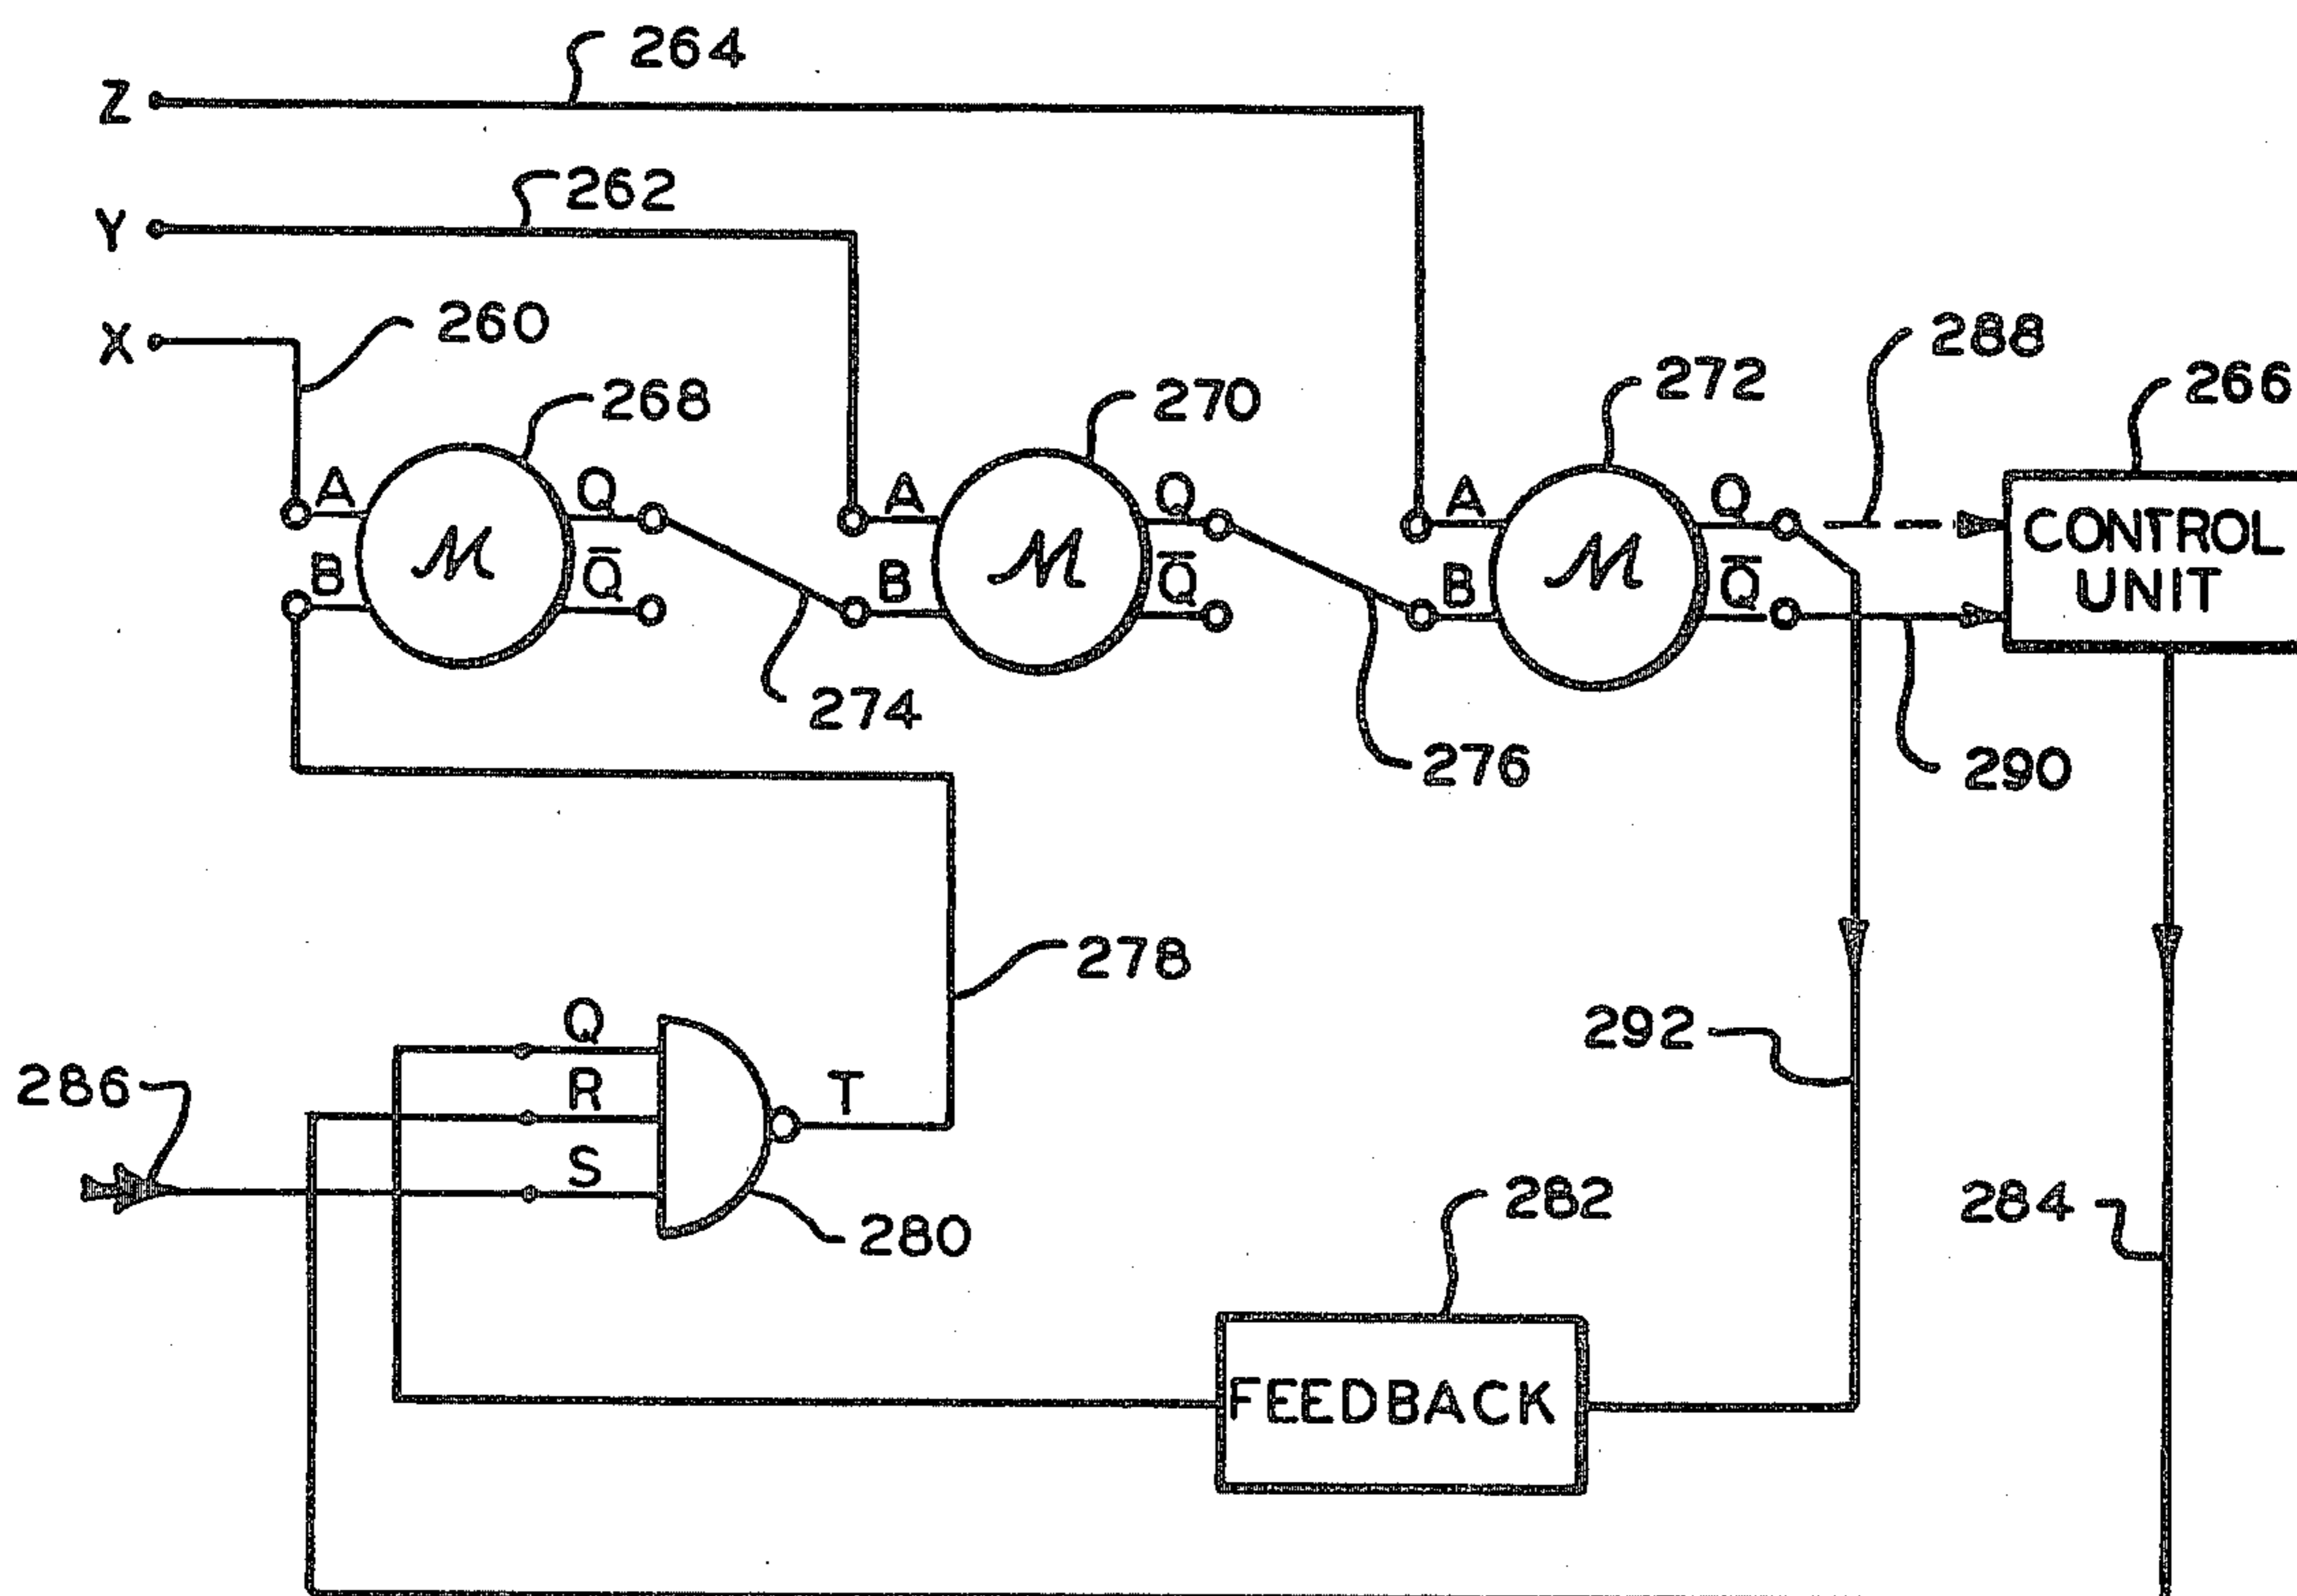 264
Z
262
Y
X
260
288
272
266
268
270
A
Q
A
Q
A
Q
M
M
M
CONTROL
UNIT
B
Q̅
B
Q̅
B
Q̅
274
276
290
278
292
Q
286
R
T
S
280
282
284
FEEDBACK